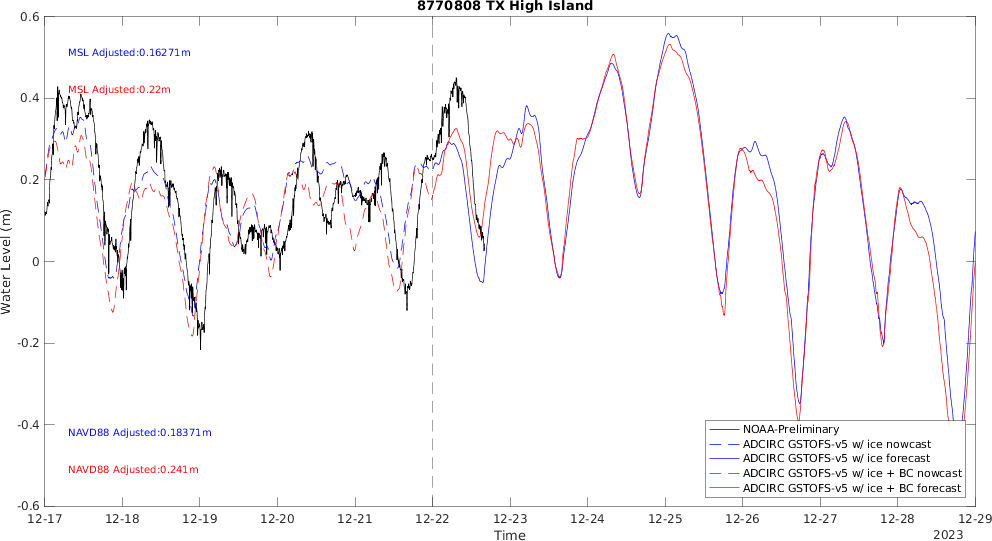 8770808 TX High Island
0.6
0.4
0.2
0
-0.2
-0.4
-0.6
Water Level (m)
MSL Adjusted:0.16271m
MSL Adjusted:0.22m
NAVD88 Adjusted:0.18371m
NAVD88 Adjusted:0.241m
NOAA-Preliminary
ADCIRC GSTOFS-v5 w/ ice nowcast
ADCIRC GSTOFS-v5 w/ ice forecast
ADCIRC GSTOFS-v5 w/ ice + BC nowcast
ADCIRC GSTOFS-v5 w/ ice + BC forecast
12-17 12-18 12-19 12-20 12-21 12-22 12-23 12-24 12-25 12-26 12-27 12-28 12-29
Time
2023